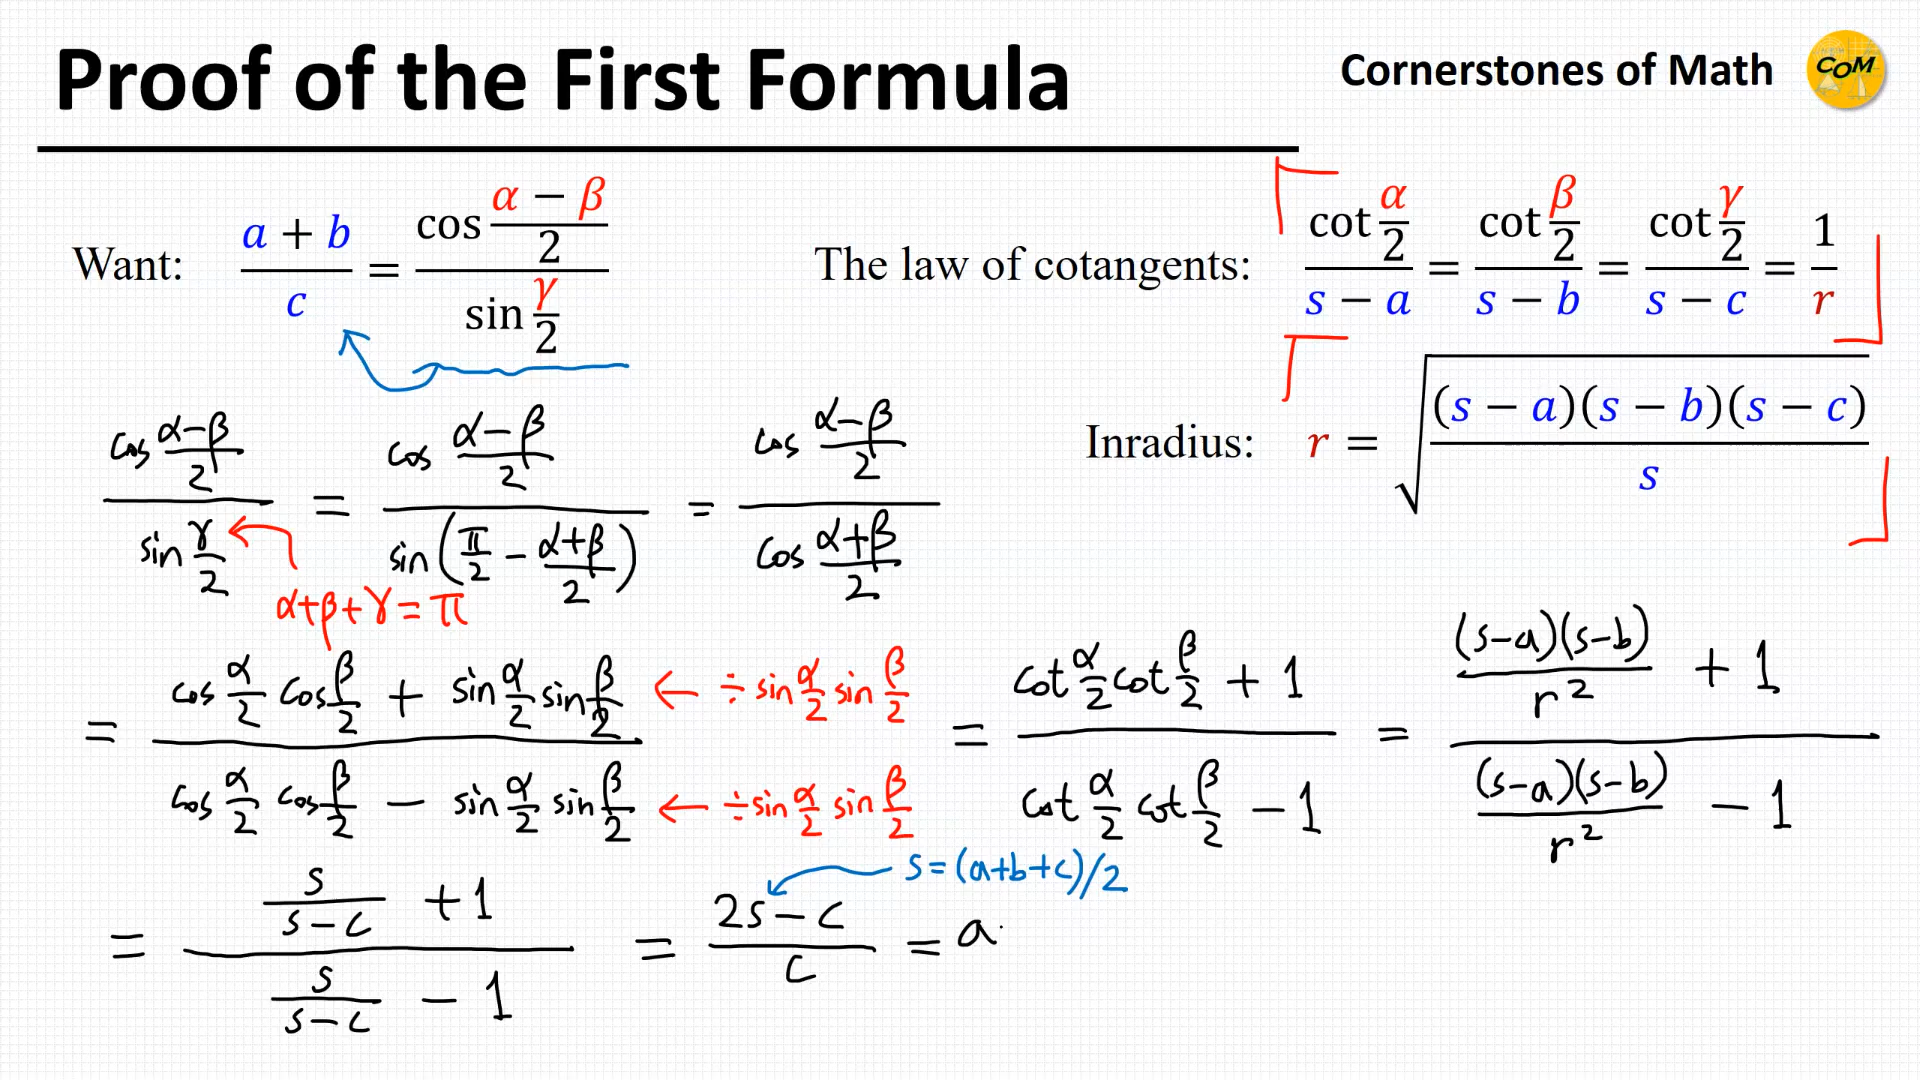 Proof of the First Formula
Cornerstones of Math
COM
Want: (a + b)/c = (cos (α − β)/2)/(sin γ/2)
The law of cotangents: (cot α/2)/(s − a) = (cot β/2)/(s − b) = (cot γ/2)/(s − c) = 1/r
Inradius: r = √((s − a)(s − b)(s − c)/s)
(cos (α−β)/2)/(sin γ/2) = (cos (α−β)/2)/(sin(π/2 − (α+β)/2)) = (cos (α−β)/2)/(cos (α+β)/2)
α+β+γ=π
= (cos α/2 cos β/2 + sin α/2 sin β/2)/(cos α/2 cos β/2 − sin α/2 sin β/2) = (cot α/2 cot β/2 + 1)/(cot α/2 cot β/2 − 1) = ((s−a)(s−b)/r² + 1)/((s−a)(s−b)/r² − 1)
← ÷ sin α/2 sin β/2
← ÷ sin α/2 sin β/2
s=(a+b+c)/2
= (s/(s−c) + 1)/(s/(s−c) − 1) = (2s−c)/c = a